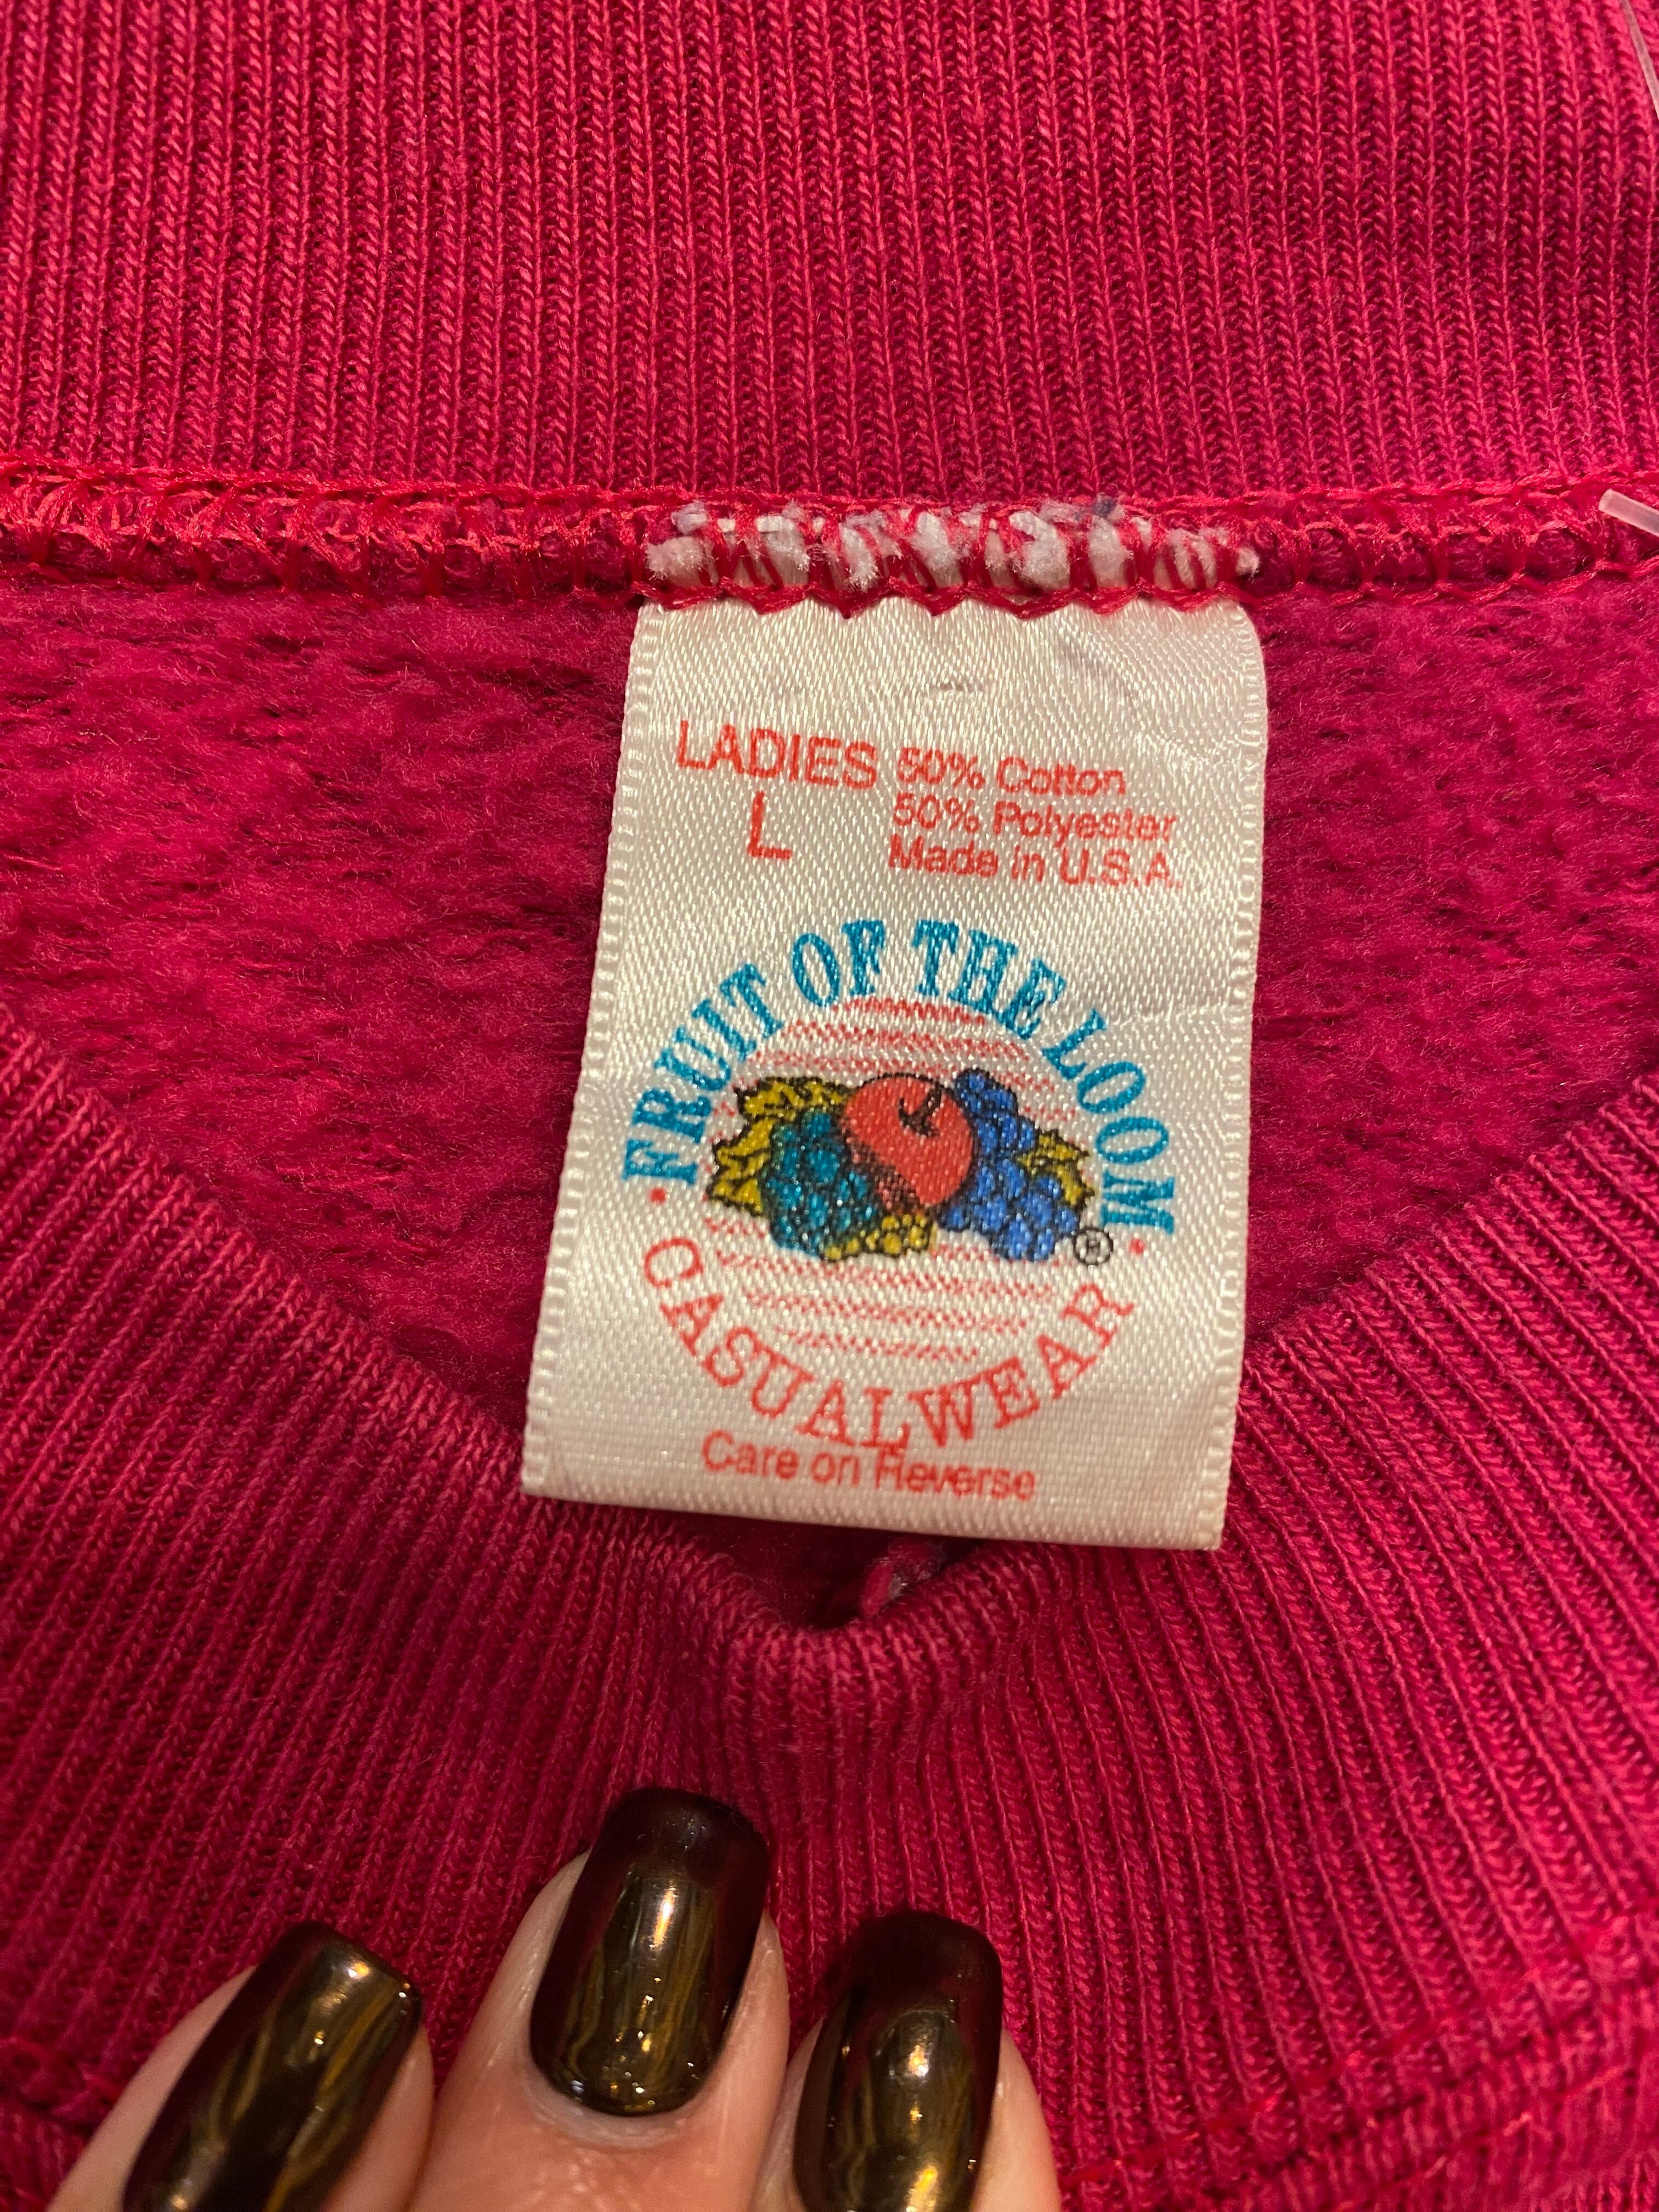 LADIES 50% Cotton
L 50% Polyester
Made in U.S.A.
• FRUIT OF THE LOOM •
®
CASUALWEAR
Care on Reverse